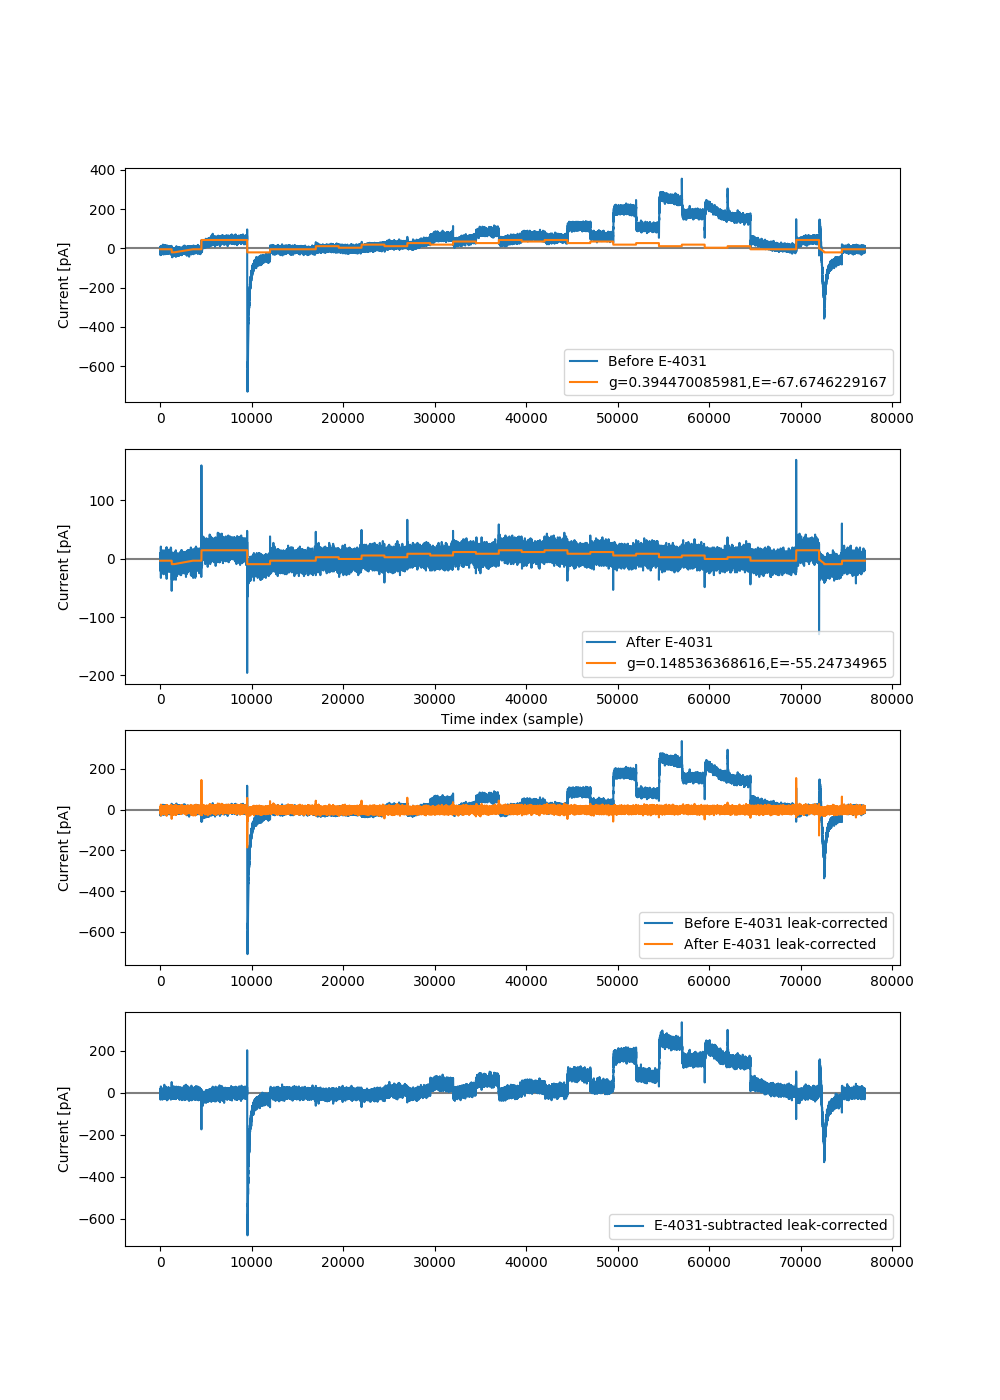 400
200
0
−200
−400
−600
Current [pA]
Before E-4031
g=0.394470085981,E=-67.6746229167
0 10000 20000 30000 40000 50000 60000 70000 80000
100
0
−100
−200
Current [pA]
After E-4031
g=0.148536368616,E=-55.24734965
0 10000 20000 30000 40000 50000 60000 70000 80000
Time index (sample)
200
0
−200
−400
−600
Current [pA]
Before E-4031 leak-corrected
After E-4031 leak-corrected
0 10000 20000 30000 40000 50000 60000 70000 80000
200
0
−200
−400
−600
Current [pA]
E-4031-subtracted leak-corrected
0 10000 20000 30000 40000 50000 60000 70000 80000